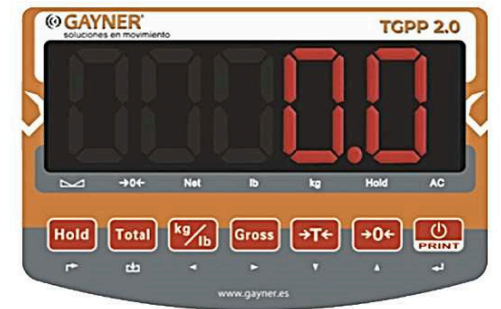 GAYNER®
soluciones en movimiento
TGPP 2.0
0.0
→0← Net lb kg Hold AC
Hold Total kg/lb Gross →T← →0← PRINT
www.gayner.es